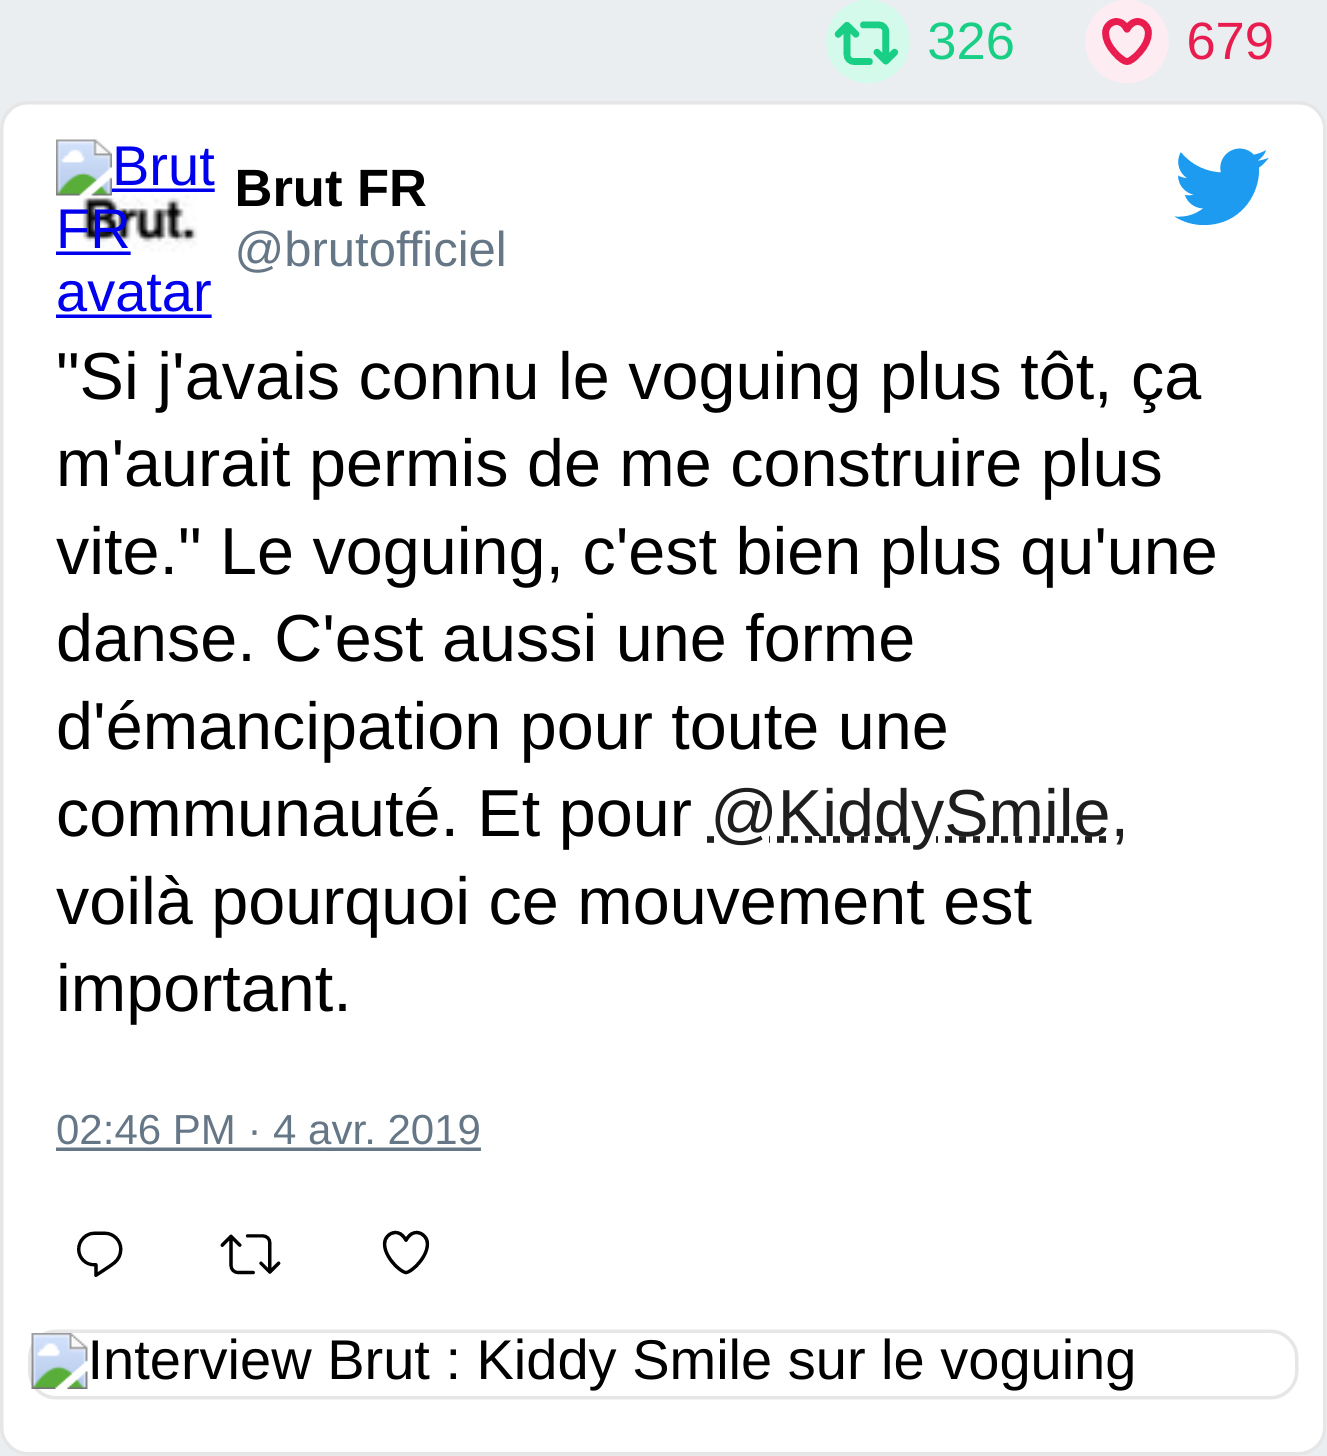 326 679
Brut
FR
avatar
Brut.
Brut FR
@brutofficiel
"Si j'avais connu le voguing plus tôt, ça
m'aurait permis de me construire plus
vite." Le voguing, c'est bien plus qu'une
danse. C'est aussi une forme
d'émancipation pour toute une
communauté. Et pour @KiddySmile,
voilà pourquoi ce mouvement est
important.
02:46 PM · 4 avr. 2019
Interview Brut : Kiddy Smile sur le voguing